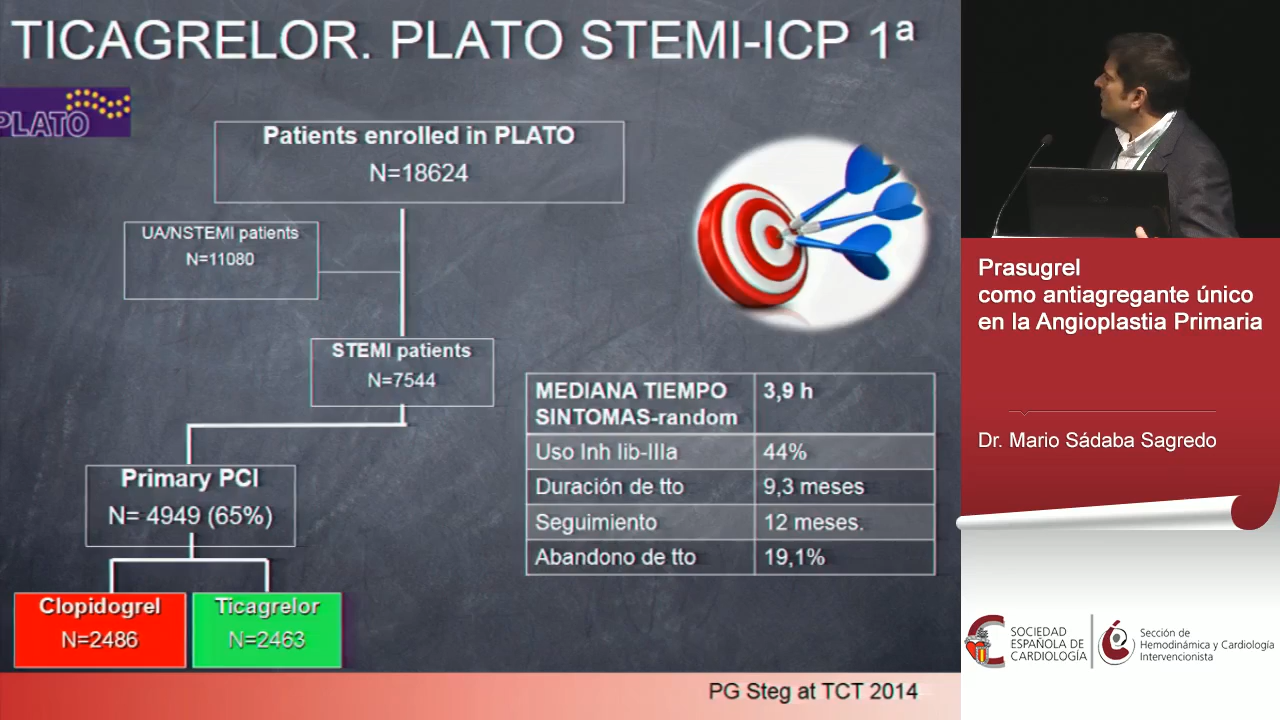 TICAGRELOR. PLATO STEMI-ICP 1ª
PLATO
Patients enrolled in PLATO
N=18624
UA/NSTEMI patients
N=11080
STEMI patients
N=7544
Primary PCI
N= 4949 (65%)
Clopidogrel
N=2486
Ticagrelor
N=2463
MEDIANA TIEMPO
SINTOMAS-random
3,9 h
Uso Inh Iib-IIIa
44%
Duración de tto
9,3 meses
Seguimiento
12 meses.
Abandono de tto
19,1%
PG Steg at TCT 2014
Prasugrel
como antiagregante único
en la Angioplastia Primaria
Dr. Mario Sádaba Sagredo
SOCIEDAD
ESPAÑOLA DE
CARDIOLOGÍA
Sección de
Hemodinámica y Cardiología
Intervencionista